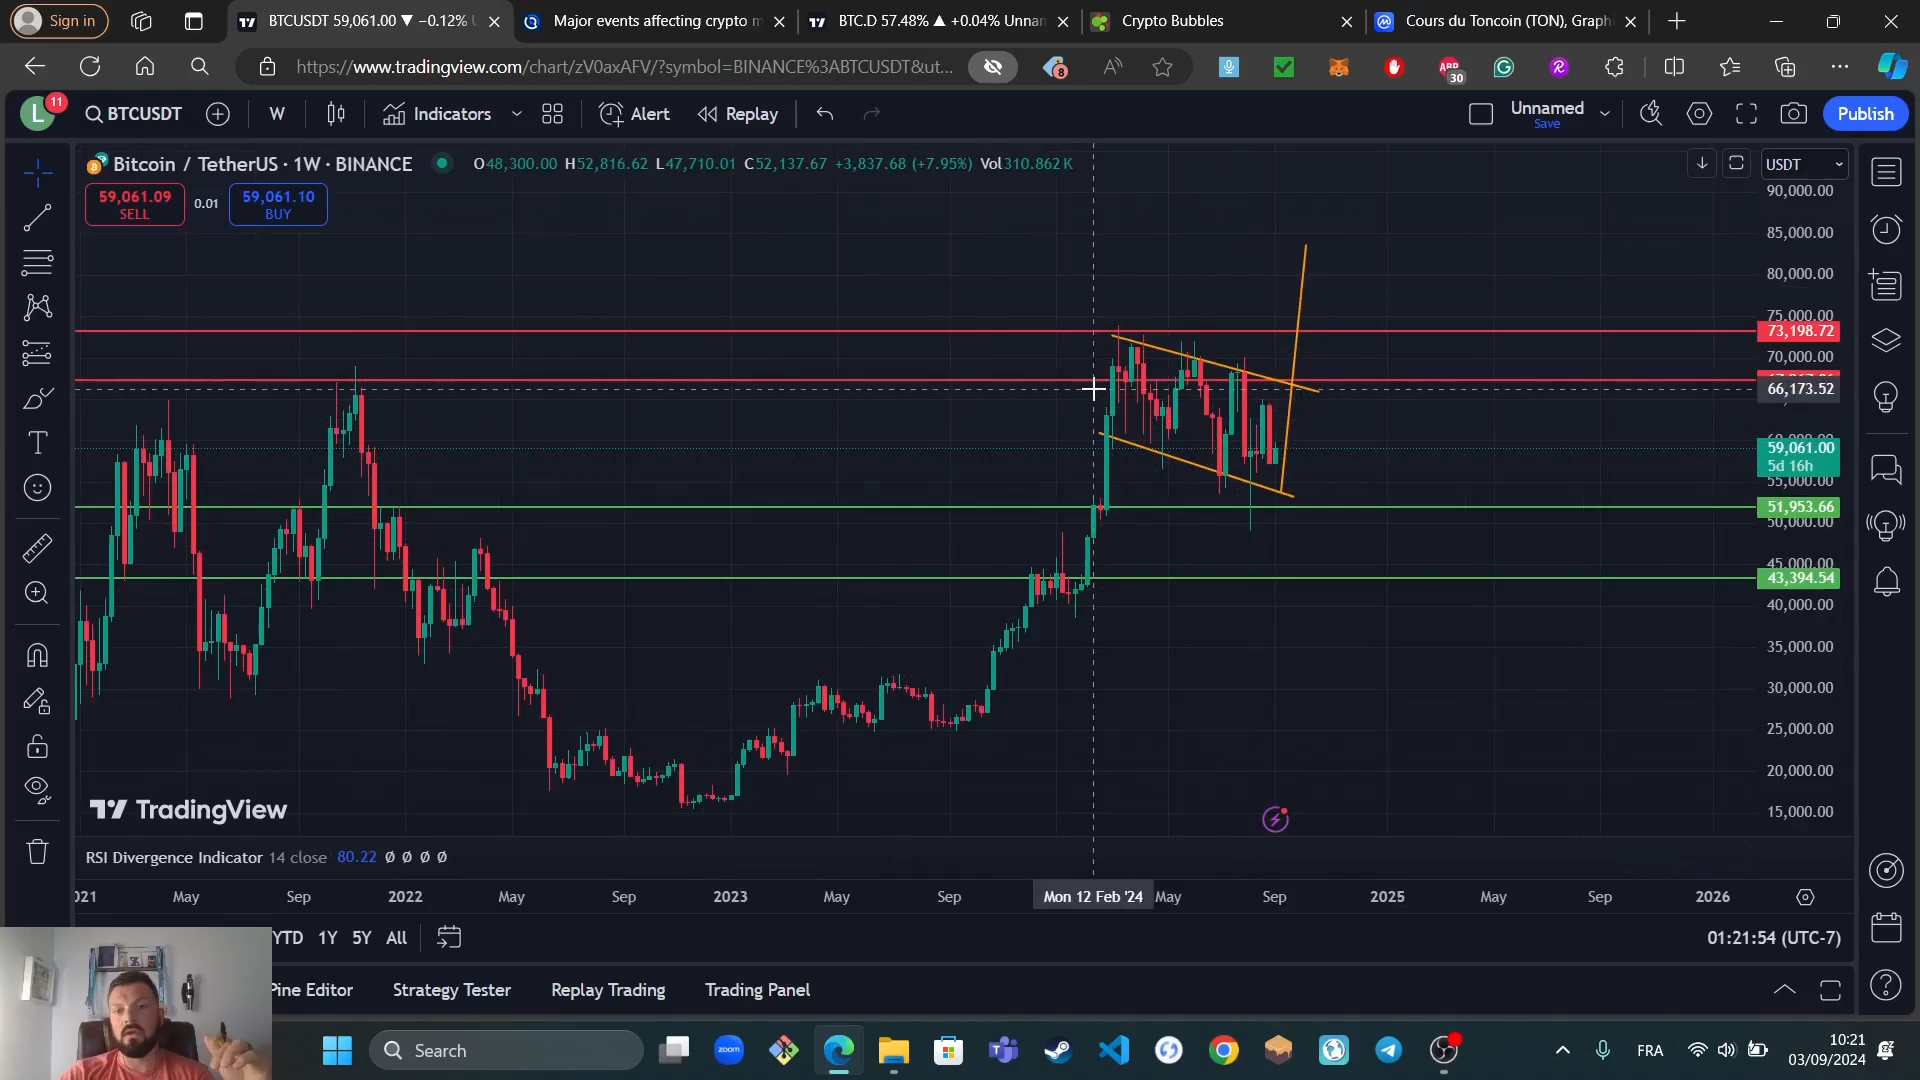 Sign in
BTCUSDT 59,061.00 ▼ −0.12%
Major events affecting crypto m
BTC.D 57.48% ▲ +0.04% Unnan
Crypto Bubbles
Cours du Toncoin (TON), Graph
https://www.tradingview.com/chart/zV0axAFV/?symbol=BINANCE%3ABTCUSDT&ut...
8
ABP
30
L
11
BTCUSDT
W
Indicators
Alert
Replay
Unnamed
Save
Publish
Bitcoin / TetherUS · 1W · BINANCE
O48,300.00 H52,816.62 L47,710.01 C52,137.67 +3,837.68 (+7.95%) Vol310.862 K
USDT
59,061.09
SELL
0.01
59,061.10
BUY
90,000.00
85,000.00
80,000.00
75,000.00
73,198.72
70,000.00
66,173.52
59,061.00
5d 16h
55,000.00
51,953.66
50,000.00
45,000.00
43,394.54
40,000.00
35,000.00
30,000.00
25,000.00
20,000.00
15,000.00
TradingView
RSI Divergence Indicator 14 close 80.22 Ø Ø Ø Ø
021
May
Sep
2022
May
Sep
2023
May
Sep
Mon 12 Feb '24
May
Sep
2025
May
Sep
2026
YTD
1Y
5Y
All
01:21:54 (UTC-7)
Pine Editor
Strategy Tester
Replay Trading
Trading Panel
Search
zoom
FRA
10:21
03/09/2024